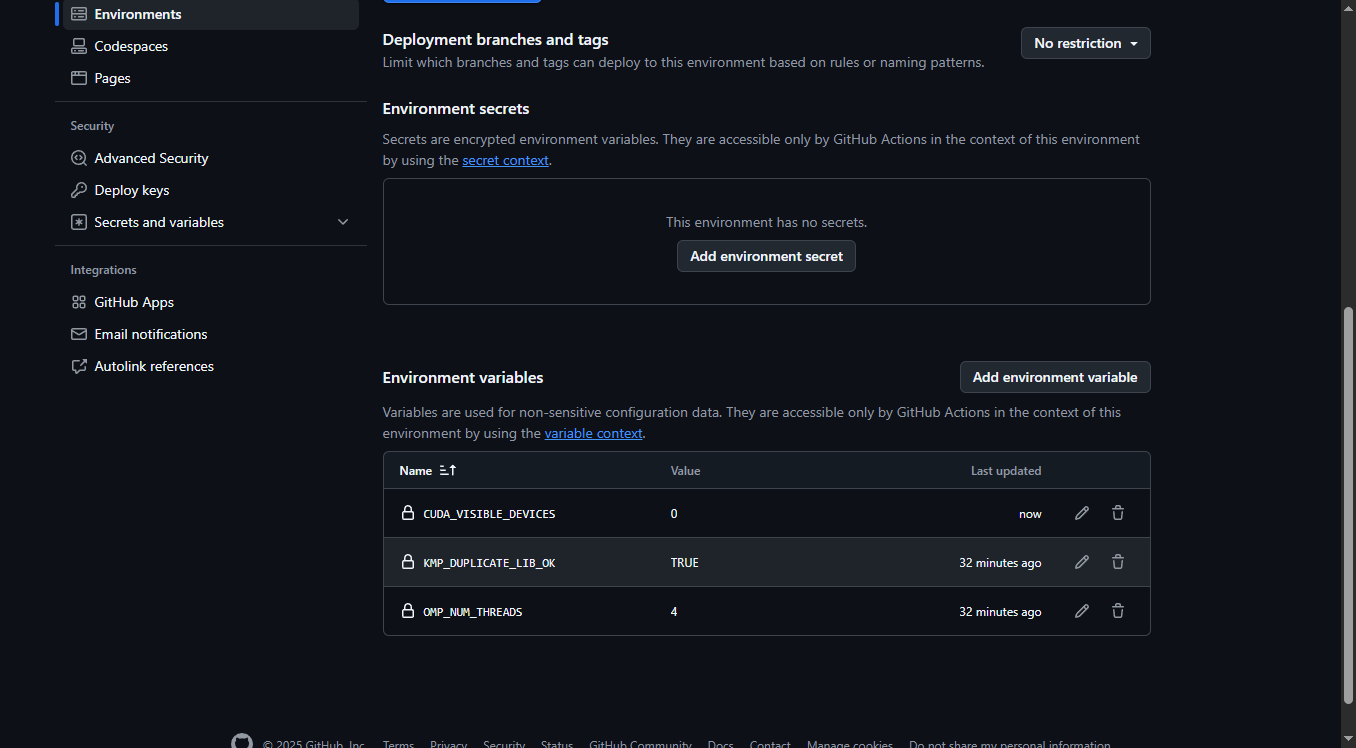 Environments
Codespaces
Pages
Security
Advanced Security
Deploy keys
Secrets and variables
Integrations
GitHub Apps
Email notifications
Autolink references
Deployment branches and tags
No restriction
Limit which branches and tags can deploy to this environment based on rules or naming patterns.
Environment secrets
Secrets are encrypted environment variables. They are accessible only by GitHub Actions in the context of this environment
by using the secret context.
This environment has no secrets.
Add environment secret
Environment variables
Add environment variable
Variables are used for non-sensitive configuration data. They are accessible only by GitHub Actions in the context of this
environment by using the variable context.
Name Value Last updated
CUDA_VISIBLE_DEVICES 0 now
KMP_DUPLICATE_LIB_OK TRUE 32 minutes ago
OMP_NUM_THREADS 4 32 minutes ago
© 2025 GitHub, Inc. Terms Privacy Security Status GitHub Community Docs Contact Manage cookies Do not share my personal information